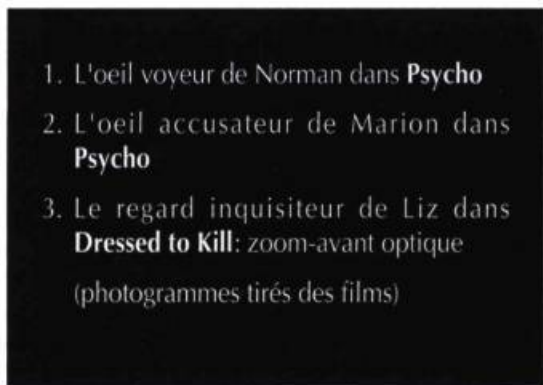 1. L'oeil voyeur de Norman dans Psycho
2. L'oeil accusateur de Marion dans
Psycho
3. Le regard inquisiteur de Liz dans
Dressed to Kill: zoom-avant optique
(photogrammes tirés des films)